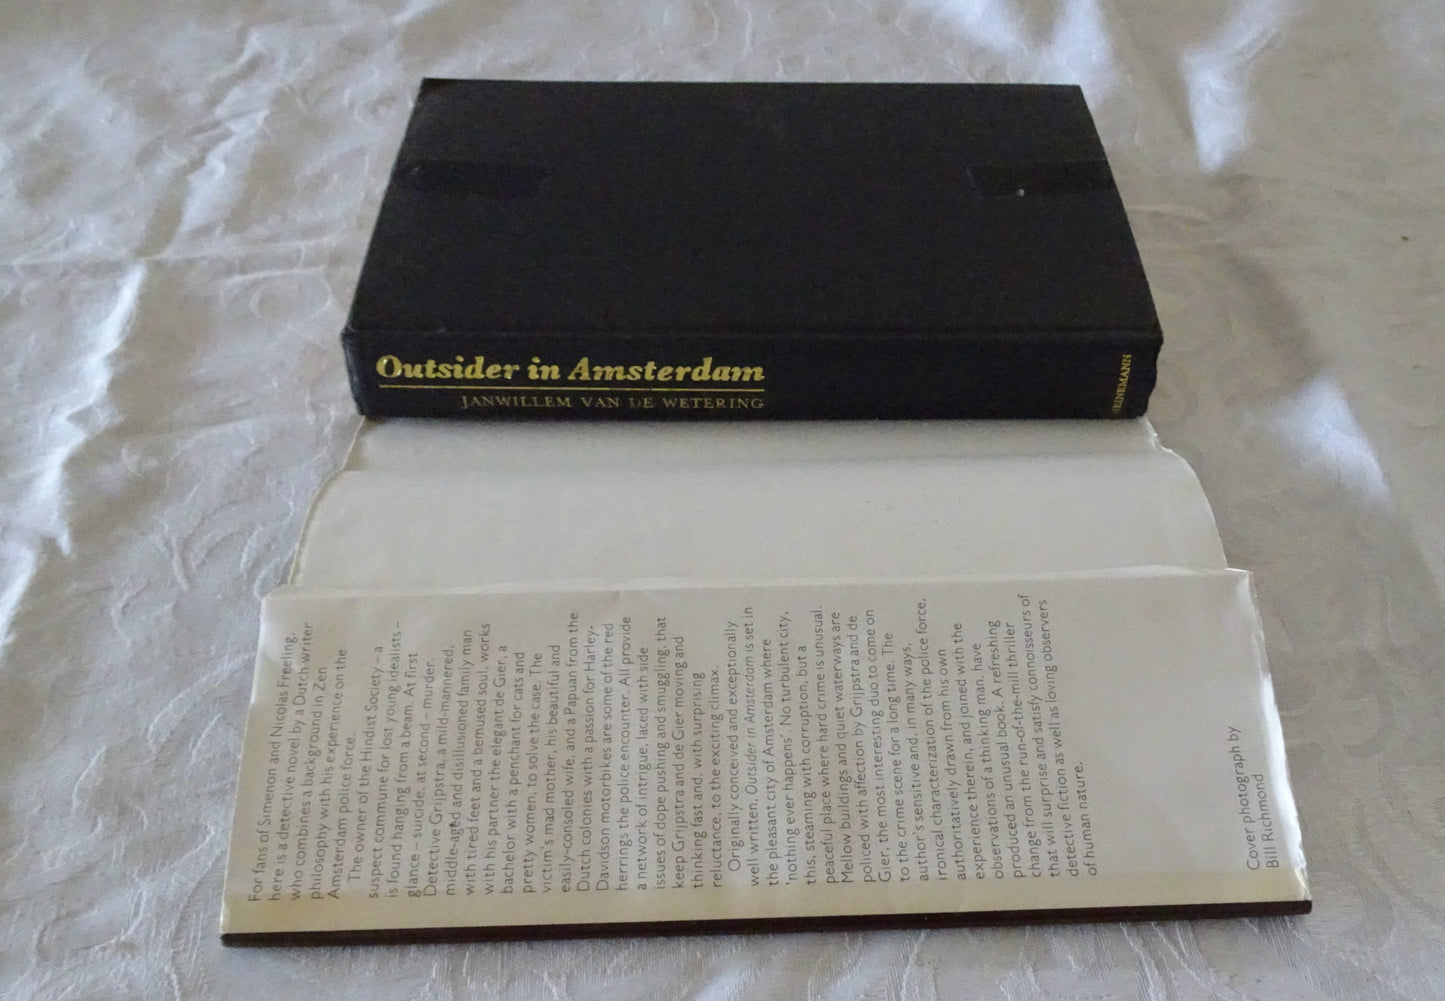 Outsider in Amsterdam
JANWILLEM VAN DE WETERING
HEINEMANN
For fans of Simenon and Nicolas Freeling,
here is a detective novel by a Dutch writer
who combines a background in Zen
philosophy with his experience on the
Amsterdam police force.
The owner of the Hindist Society – a
suspect commune for lost young idealists –
is found hanging from a beam. At first
glance – suicide, at second – murder.
Detective Grijpstra, a mild-mannered,
middle-aged and disillusioned family man
with tired feet and a bemused soul, works
with his partner the elegant de Gier, a
bachelor with a penchant for cats and
pretty women, to solve the case. The
victim's mad mother, his beautiful and
easily-consoled wife, and a Papuan from the
Dutch colonies with a passion for Harley-
Davidson motorbikes are some of the red
herrings the police encounter. All provide
a network of intrigue, laced with side
issues of dope pushing and smuggling, that
keep Grijpstra and de Gier moving and
thinking fast and, with surprising
reluctance, to the exciting climax.
Originally conceived and exceptionally
well written, Outsider in Amsterdam is set in
the pleasant city of Amsterdam where
'nothing ever happens'. No turbulent city,
this, steaming with corruption, but a
peaceful place where hard crime is unusual.
Mellow buildings and quiet waterways are
policed with affection by Grijpstra and de
Gier, the most interesting duo to come on
to the crime scene for a long time. The
author's sensitive and, in many ways,
ironical characterization of the police force,
authoritatively drawn from his own
experience therein, and joined with the
observations of a thinking man, have
produced an unusual book. A refreshing
change from the run-of-the-mill thriller
that will surprise and satisfy connoisseurs of
detective fiction as well as loving observers
of human nature.
Cover photograph by
Bill Richmond